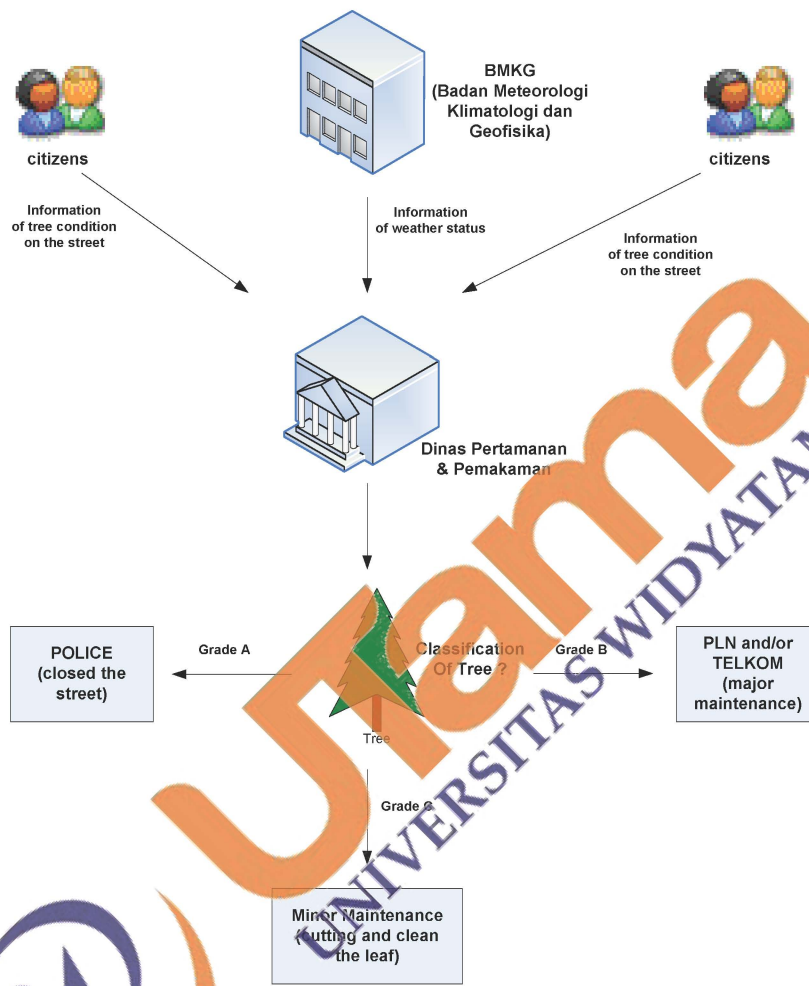 BMKG
(Badan Meteorologi
Klimatologi dan
Geofisika)
citizens
citizens
Information
of tree condition
on the street
Information
of weather status
Information
of tree condition
on the street
Dinas Pertamanan
& Pemakaman
POLICE
(closed the
street)
Grade A
Classification
Of Tree ?
Grade B
PLN and/or
TELKOM
(major
maintenance)
Tree
Grade C
Minor Maintenance
(cutting and clean
the leaf)
Utama
UNIVERSITAS WIDYATAM